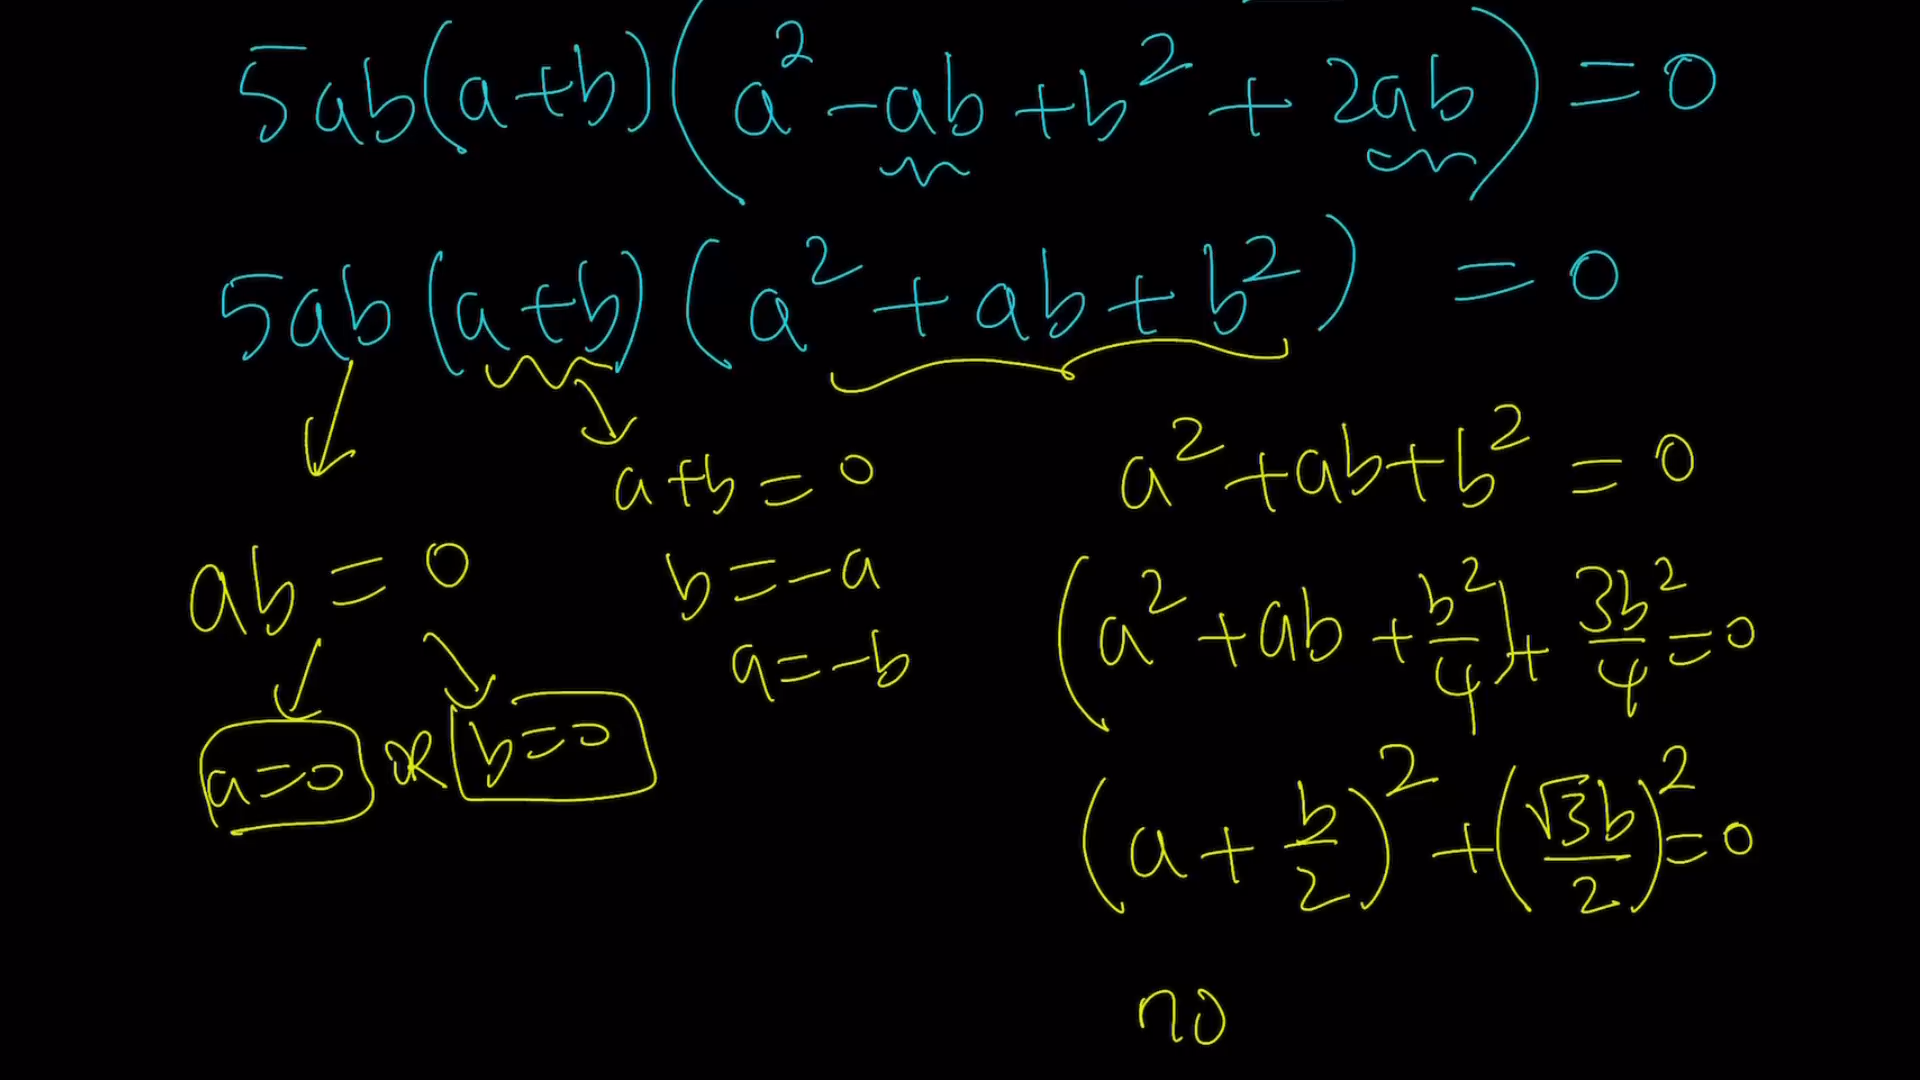 5ab(a+b)(a²-ab+b²+2ab)=0
5ab(a+b)(a²+ab+b²)=0
a+b=0
a²+ab+b²=0
ab=0
b=-a
(a²+ab+b²/4)+3b²/4=0
a=-b
a=0 OR b=0
(a+b/2)²+(√3b/2)²=0
no